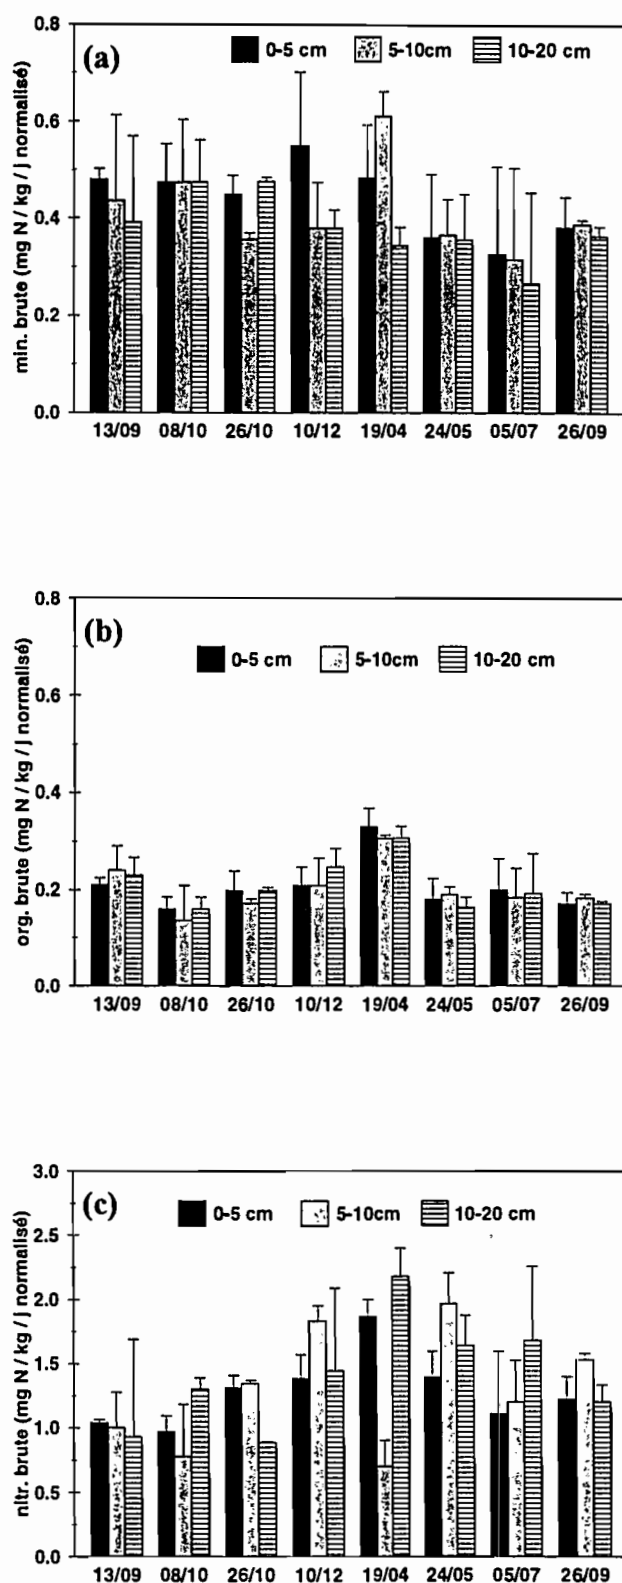 (a)
0-5 cm 5-10cm 10-20 cm
min. brute (mg N / kg / j normalisé)
0.8
0.6
0.4
0.2
0.0
13/09 08/10 26/10 10/12 19/04 24/05 05/07 26/09
(b)
0-5 cm 5-10cm 10-20 cm
org. brute (mg N / kg / j normalisé)
0.8
0.6
0.4
0.2
0.0
13/09 08/10 26/10 10/12 19/04 24/05 05/07 26/09
(c)
0-5 cm 5-10cm 10-20 cm
nitr. brute (mg N / kg / j normalisé)
3.0
2.5
2.0
1.5
1.0
0.5
0.0
13/09 08/10 26/10 10/12 19/04 24/05 05/07 26/09